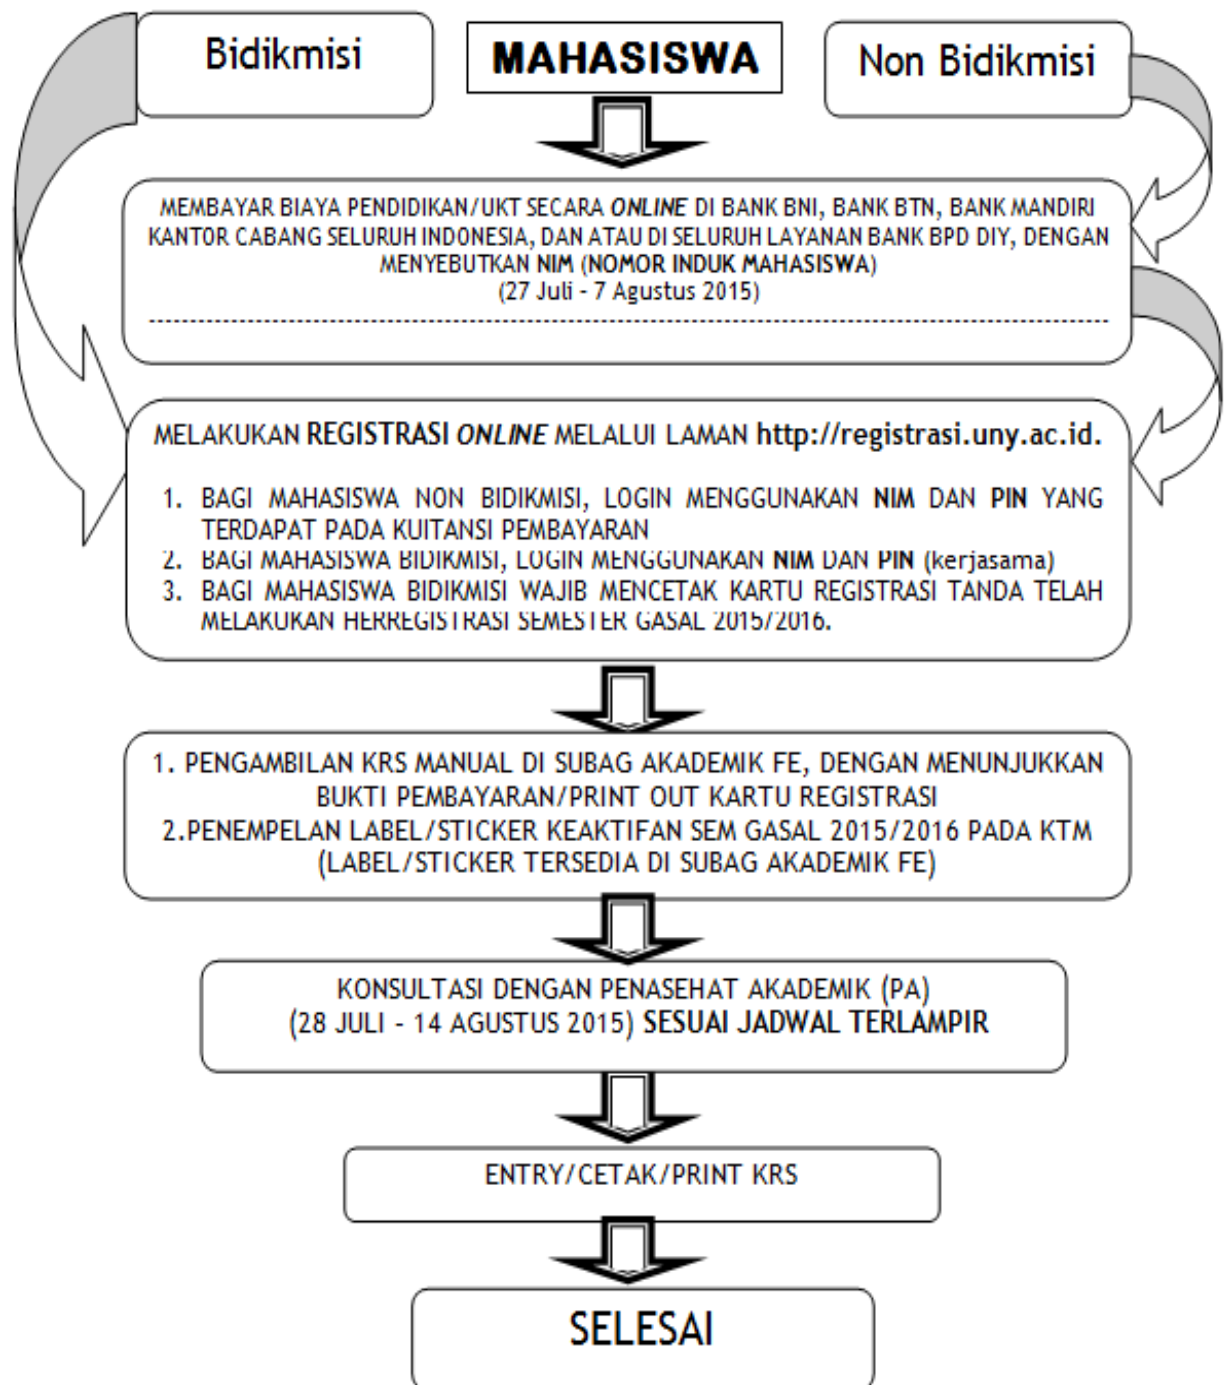 Bidikmisi
MAHASISWA
Non Bidikmisi
MEMBAYAR BIAYA PENDIDIKAN/UKT SECARA ONLINE DI BANK BNI, BANK BTN, BANK MANDIRI
KANTOR CABANG SELURUH INDONESIA, DAN ATAU DI SELURUH LAYANAN BANK BPD DIY, DENGAN
MENYEBUTKAN NIM (NOMOR INDUK MAHASISWA)
(27 Juli - 7 Agustus 2015)
MELAKUKAN REGISTRASI ONLINE MELALUI LAMAN http://registrasi.uny.ac.id.
1. BAGI MAHASISWA NON BIDIKMISI, LOGIN MENGGUNAKAN NIM DAN PIN YANG
TERDAPAT PADA KUITANSI PEMBAYARAN
2. BAGI MAHASISWA BIDIKMISI, LOGIN MENGGUNAKAN NIM DAN PIN (kerjasama)
3. BAGI MAHASISWA BIDIKMISI WAJIB MENCETAK KARTU REGISTRASI TANDA TELAH
MELAKUKAN HERREGISTRASI SEMESTER GASAL 2015/2016.
1. PENGAMBILAN KRS MANUAL DI SUBAG AKADEMIK FE, DENGAN MENUNJUKKAN
BUKTI PEMBAYARAN/PRINT OUT KARTU REGISTRASI
2.PENEMPELAN LABEL/STICKER KEAKTIFAN SEM GASAL 2015/2016 PADA KTM
(LABEL/STICKER TERSEDIA DI SUBAG AKADEMIK FE)
KONSULTASI DENGAN PENASEHAT AKADEMIK (PA)
(28 JULI - 14 AGUSTUS 2015) SESUAI JADWAL TERLAMPIR
ENTRY/CETAK/PRINT KRS
SELESAI